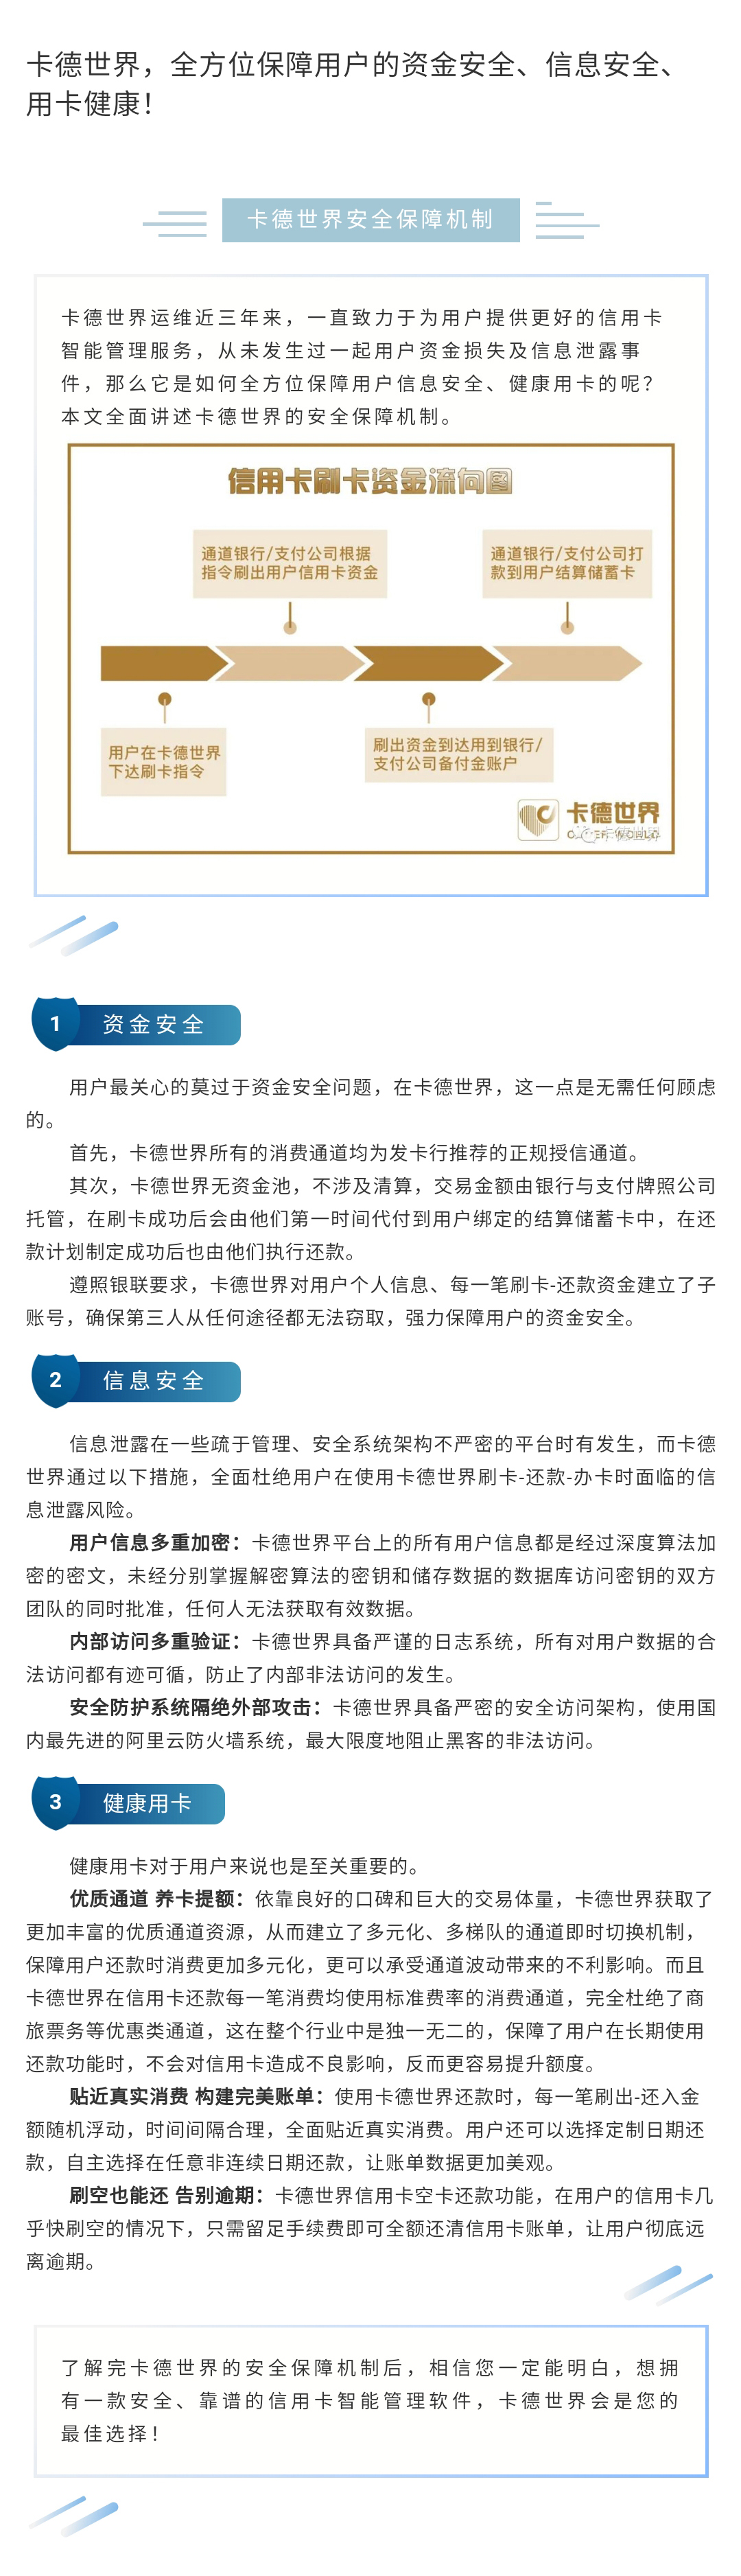 卡德世界，全方位保障用户的资金安全、信息安全、
用卡健康！
卡德世界安全保障机制
卡德世界运维近三年来，一直致力于为用户提供更好的信用卡
智能管理服务，从未发生过一起用户资金损失及信息泄露事
件，那么它是如何全方位保障用户信息安全、健康用卡的呢？
本文全面讲述卡德世界的安全保障机制。
信用卡刷卡资金流向图
通道银行/支付公司根据
指令刷出用户信用卡资金
通道银行/支付公司打
款到用户结算储蓄卡
用户在卡德世界
下达刷卡指令
刷出资金到达用到银行/
支付公司备付金账户
卡德世界
卡德世界
1 资金安全
用户最关心的莫过于资金安全问题，在卡德世界，这一点是无需任何顾虑
的。
首先，卡德世界所有的消费通道均为发卡行推荐的正规授信通道。
其次，卡德世界无资金池，不涉及清算，交易金额由银行与支付牌照公司
托管，在刷卡成功后会由他们第一时间代付到用户绑定的结算储蓄卡中，在还
款计划制定成功后也由他们执行还款。
遵照银联要求，卡德世界对用户个人信息、每一笔刷卡-还款资金建立了子
账号，确保第三人从任何途径都无法窃取，强力保障用户的资金安全。
2 信息安全
信息泄露在一些疏于管理、安全系统架构不严密的平台时有发生，而卡德
世界通过以下措施，全面杜绝用户在使用卡德世界刷卡-还款-办卡时面临的信
息泄露风险。
用户信息多重加密：卡德世界平台上的所有用户信息都是经过深度算法加
密的密文，未经分别掌握解密算法的密钥和储存数据的数据库访问密钥的双方
团队的同时批准，任何人无法获取有效数据。
内部访问多重验证：卡德世界具备严谨的日志系统，所有对用户数据的合
法访问都有迹可循，防止了内部非法访问的发生。
安全防护系统隔绝外部攻击：卡德世界具备严密的安全访问架构，使用国
内最先进的阿里云防火墙系统，最大限度地阻止黑客的非法访问。
3 健康用卡
健康用卡对于用户来说也是至关重要的。
优质通道 养卡提额：依靠良好的口碑和巨大的交易体量，卡德世界获取了
更加丰富的优质通道资源，从而建立了多元化、多梯队的通道即时切换机制，
保障用户还款时消费更加多元化，更可以承受通道波动带来的不利影响。而且
卡德世界在信用卡还款每一笔消费均使用标准费率的消费通道，完全杜绝了商
旅票务等优惠类通道，这在整个行业中是独一无二的，保障了用户在长期使用
还款功能时，不会对信用卡造成不良影响，反而更容易提升额度。
贴近真实消费 构建完美账单：使用卡德世界还款时，每一笔刷出-还入金
额随机浮动，时间间隔合理，全面贴近真实消费。用户还可以选择定制日期还
款，自主选择在任意非连续日期还款，让账单数据更加美观。
刷空也能还 告别逾期：卡德世界信用卡空卡还款功能，在用户的信用卡几
乎快刷空的情况下，只需留足手续费即可全额还清信用卡账单，让用户彻底远
离逾期。
了解完卡德世界的安全保障机制后，相信您一定能明白，想拥
有一款安全、靠谱的信用卡智能管理软件，卡德世界会是您的
最佳选择！